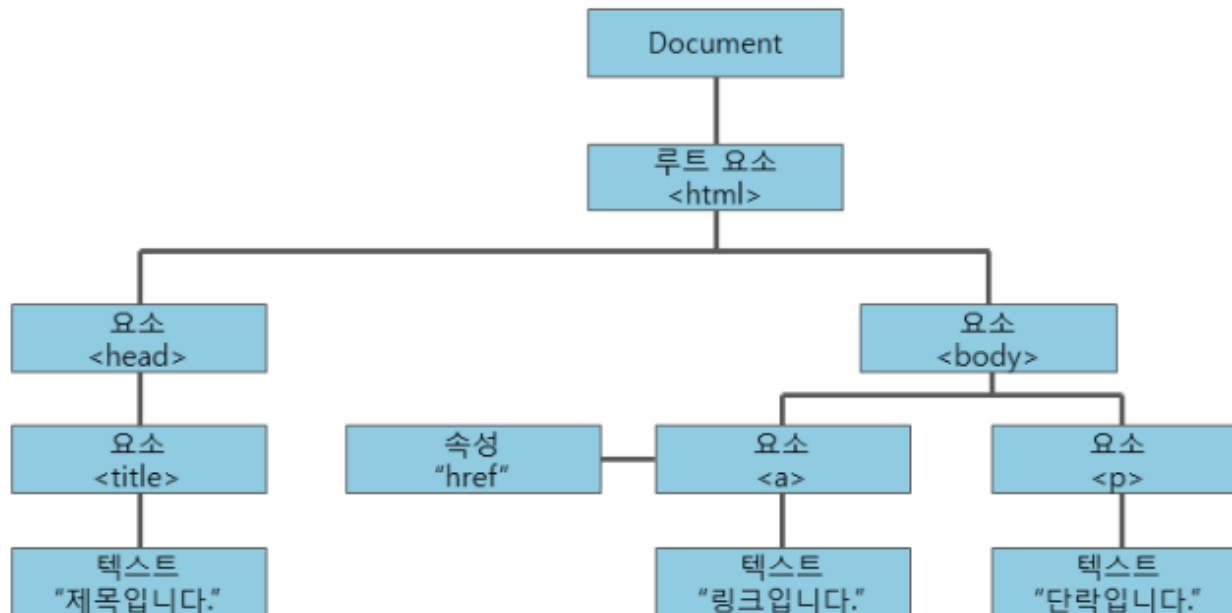 Document
루트 요소
<html>
요소
<head>
요소
<body>
요소
<title>
속성
“href”
요소
<a>
요소
<p>
텍스트
“제목입니다.”
텍스트
“링크입니다.”
텍스트
“단락입니다.”